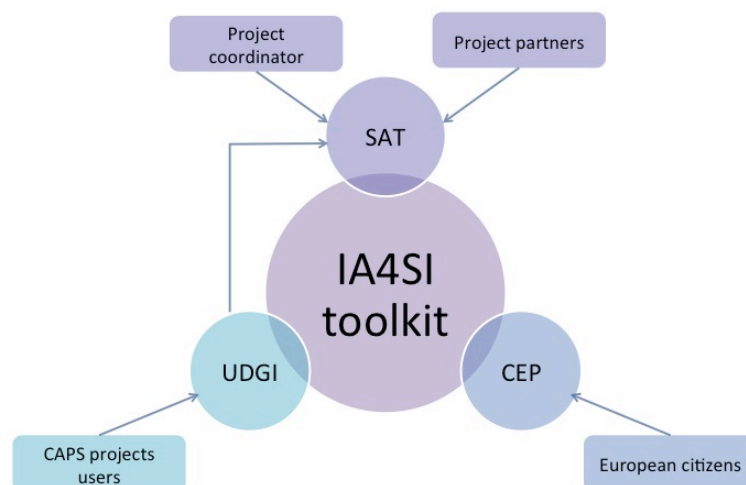 Project
coordinator
Project partners
SAT
IA4SI
toolkit
UDGI
CEP
CAPS projects
users
European citizens